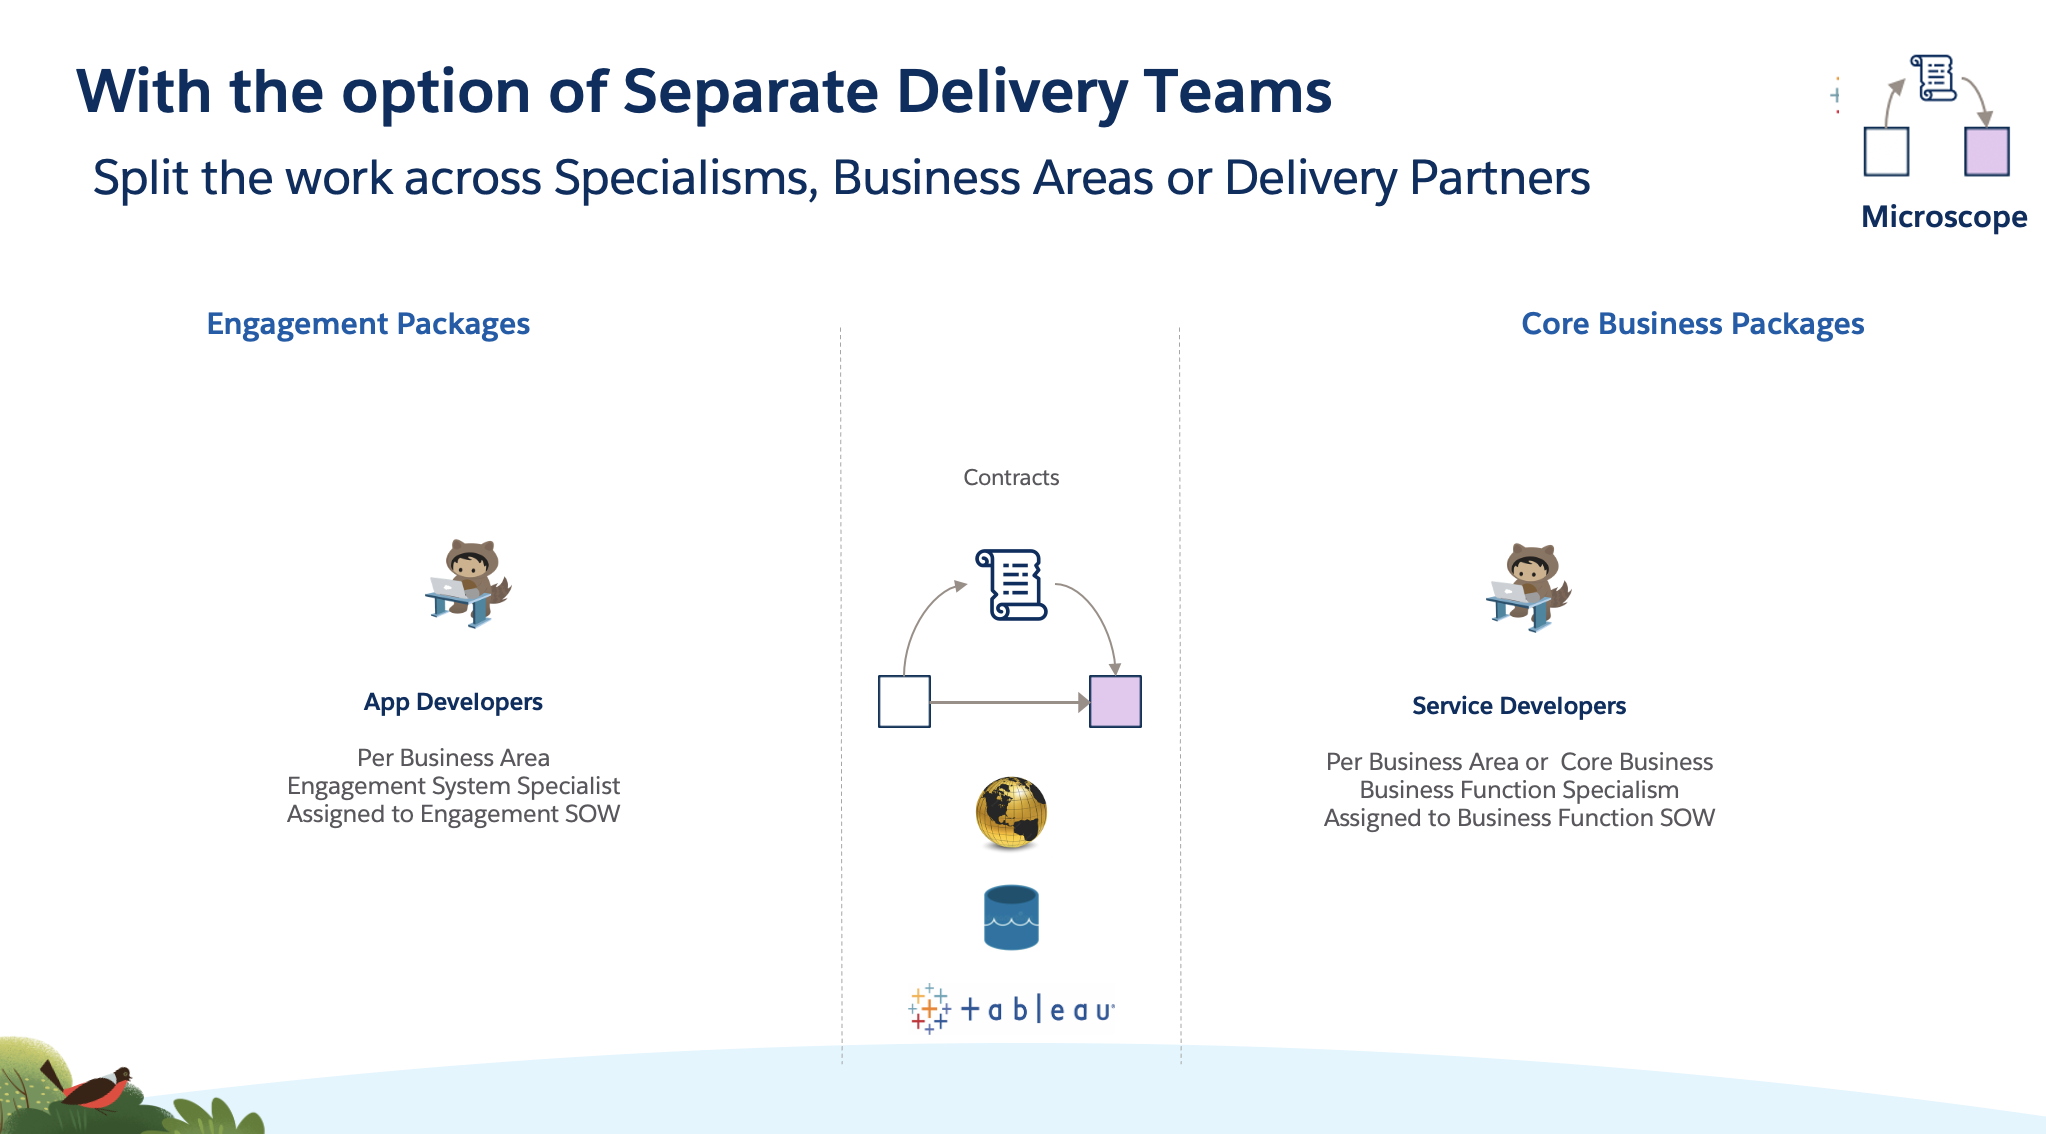 With the option of Separate Delivery Teams
Split the work across Specialisms, Business Areas or Delivery Partners
Microscope
Engagement Packages
Core Business Packages
Contracts
App Developers
Per Business Area
Engagement System Specialist
Assigned to Engagement SOW
Service Developers
Per Business Area or  Core Business
Business Function Specialism
Assigned to Business Function SOW
+ableau®